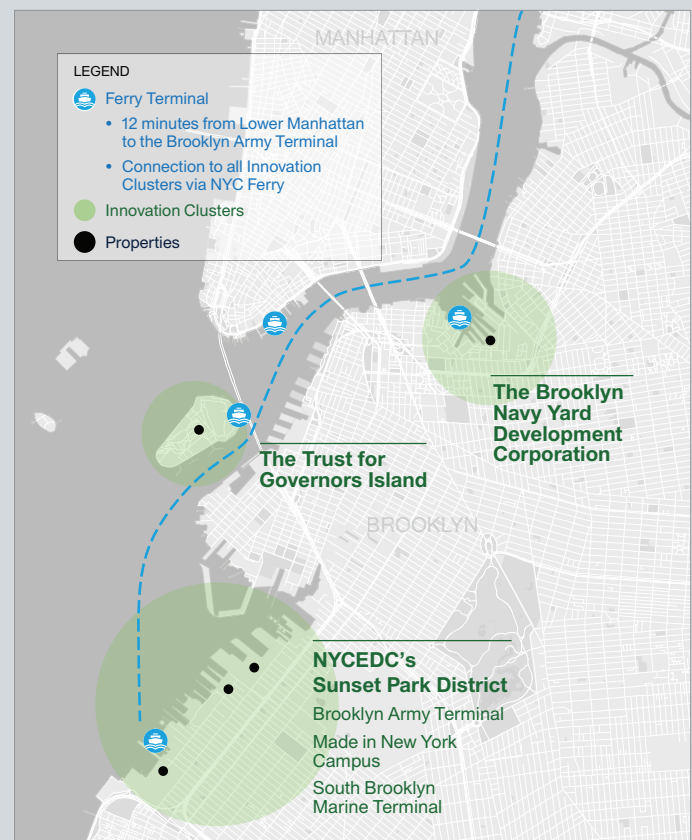 MANHATTAN
LEGEND
Ferry Terminal
• 12 minutes from Lower Manhattan
to the Brooklyn Army Terminal
• Connection to all Innovation
Clusters via NYC Ferry
Innovation Clusters
Properties
The Brooklyn
Navy Yard
Development
Corporation
The Trust for
Governors Island
BROOKLYN
NYCEDC’s
Sunset Park District
Brooklyn Army Terminal
Made in New York
Campus
South Brooklyn
Marine Terminal